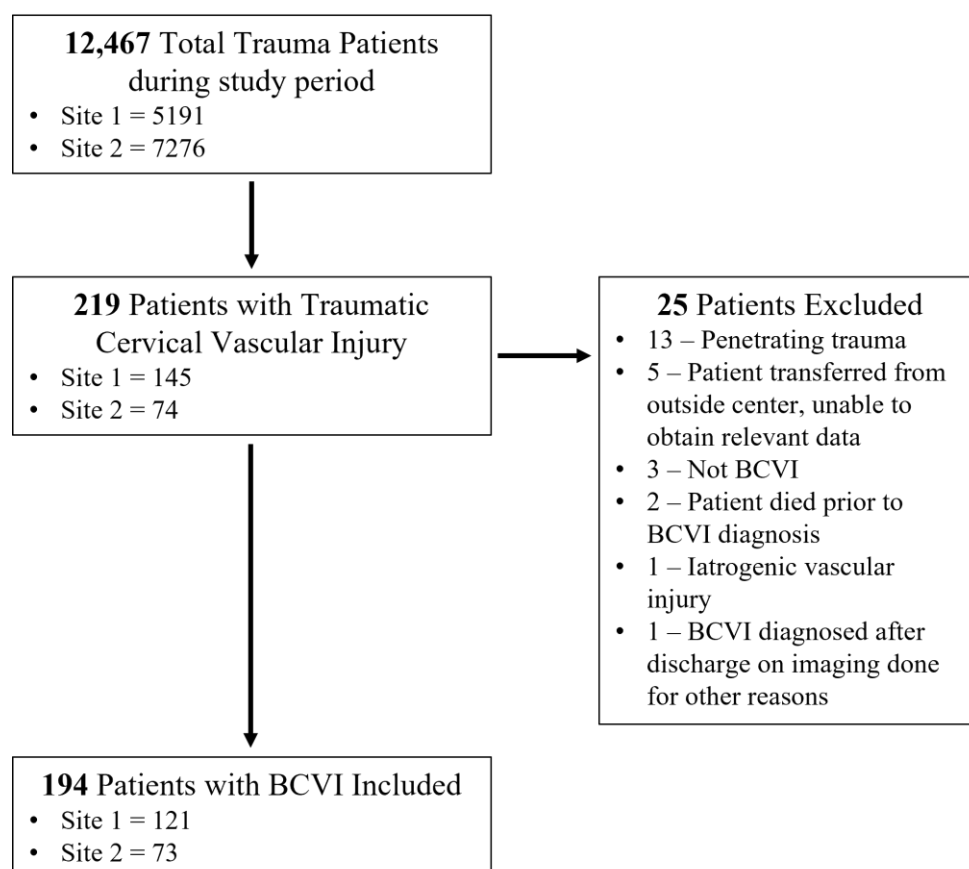 12,467 Total Trauma Patients
during study period
• Site 1 = 5191
• Site 2 = 7276
219 Patients with Traumatic
Cervical Vascular Injury
• Site 1 = 145
• Site 2 = 74
25 Patients Excluded
• 13 – Penetrating trauma
• 5 – Patient transferred from
outside center, unable to
obtain relevant data
• 3 – Not BCVI
• 2 – Patient died prior to
BCVI diagnosis
• 1 – Iatrogenic vascular
injury
• 1 – BCVI diagnosed after
discharge on imaging done
for other reasons
194 Patients with BCVI Included
• Site 1 = 121
• Site 2 = 73